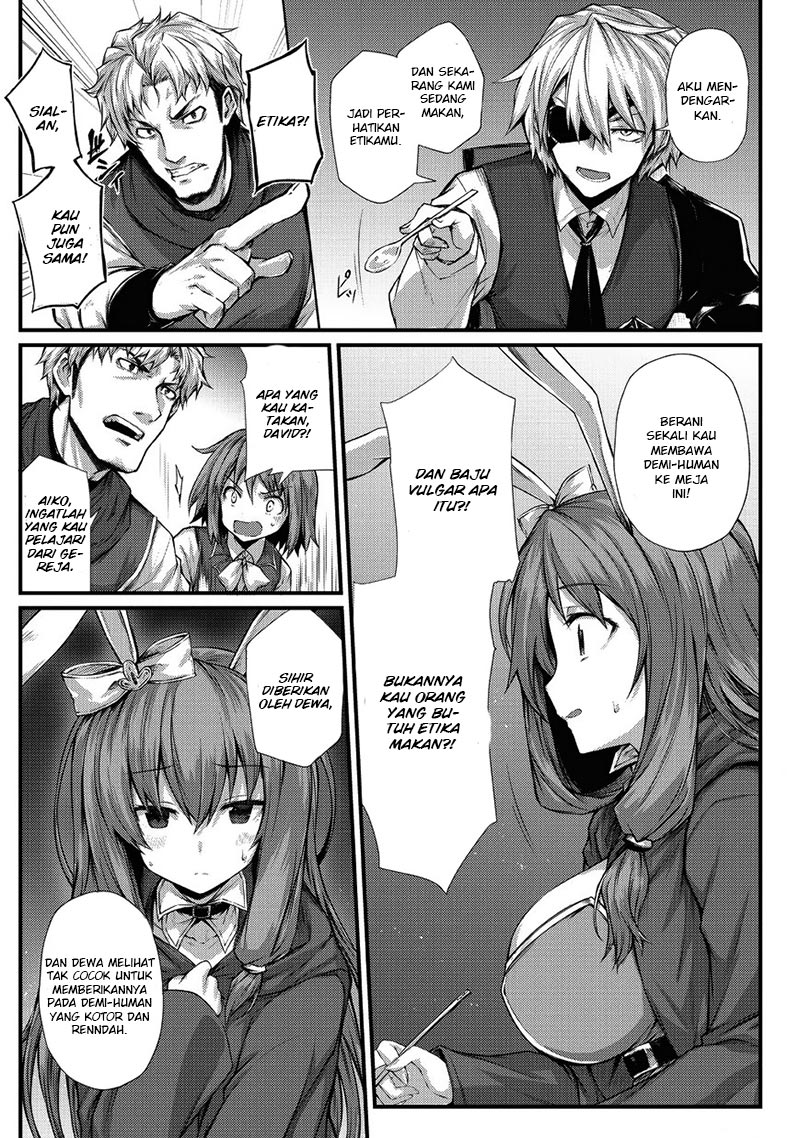 AKU MEN-
DENGAR-
KAN.
DAN SEKA-
RANG KAMI
SEDANG
MAKAN,
JADI PER-
HATIKAN
ETIKAMU.
ピッ
ETIKA?!
SIAL-
AN,
KAU
PUN JUGA
SAMA!
BERANI
SEKALI KAU
MEMBAWA
DEMI-HUMAN
KE MEJA
INI!
DAN BAJU
VULGAR APA
ITU?!
BUKANNYA
KAU ORANG
YANG BU-
TUH ETIKA
MAKAN?!
APA YANG
KAU KA-
TAKAN,
DAVID?!
AIKO,
INGATLAH
YANG KAU
PELAJARI
DARI GE-
REJA.
SIHIR
DIBERIKAN
OLEH DEWA,
DAN DEWA MELIHAT
TAK COCOK UNTUK
MEMBERIKANNYA
PADA DEMI-HUMAN
YANG KOTOR DAN
RENNDAH.